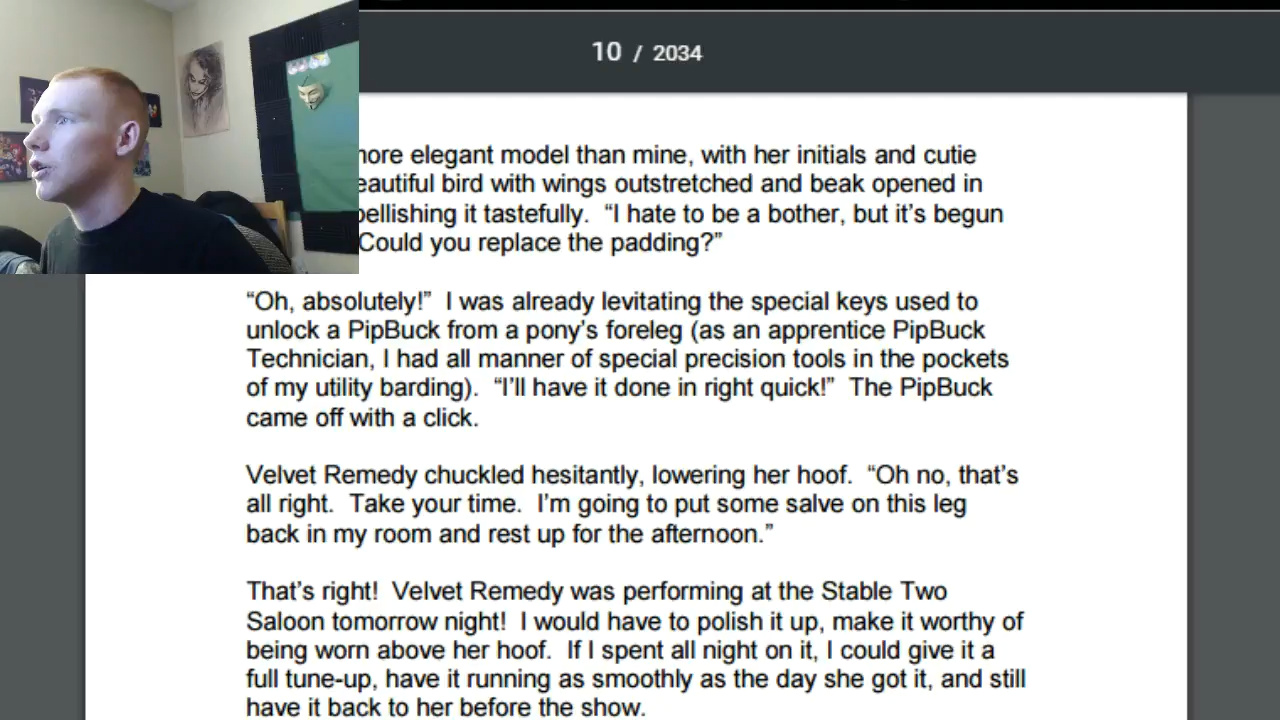 10 / 2034
more elegant model than mine, with her initials and cutie
beautiful bird with wings outstretched and beak opened in
bellishing it tastefully. “I hate to be a bother, but it’s begun
Could you replace the padding?”
“Oh, absolutely!” I was already levitating the special keys used to
unlock a PipBuck from a pony’s foreleg (as an apprentice PipBuck
Technician, I had all manner of special precision tools in the pockets
of my utility barding). “I’ll have it done in right quick!” The PipBuck
came off with a click.
Velvet Remedy chuckled hesitantly, lowering her hoof. “Oh no, that’s
all right. Take your time. I’m going to put some salve on this leg
back in my room and rest up for the afternoon.”
That’s right! Velvet Remedy was performing at the Stable Two
Saloon tomorrow night! I would have to polish it up, make it worthy of
being worn above her hoof. If I spent all night on it, I could give it a
full tune-up, have it running as smoothly as the day she got it, and still
have it back to her before the show.